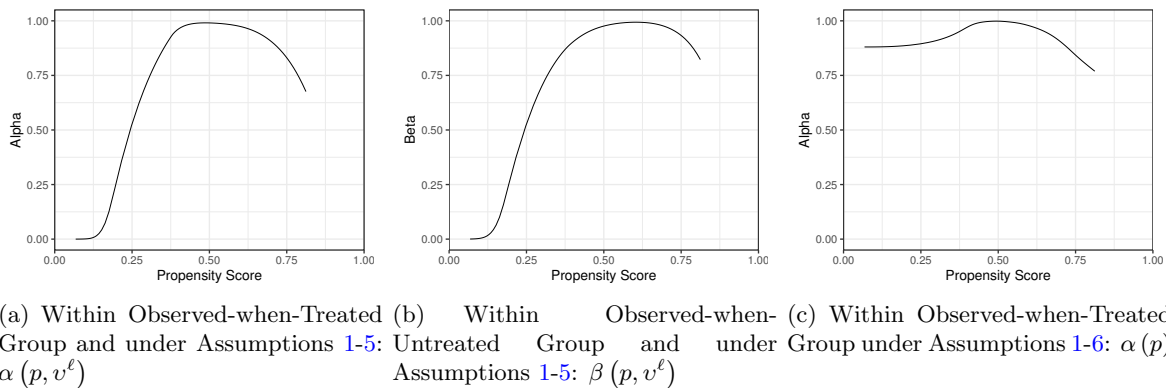 1.00
0.75
0.50
0.25
0.00
Alpha
0.00 0.25 0.50 0.75 1.00
Propensity Score
1.00
0.75
0.50
0.25
0.00
Beta
0.00 0.25 0.50 0.75 1.00
Propensity Score
1.00
0.75
0.50
0.25
0.00
Alpha
0.00 0.25 0.50 0.75 1.00
Propensity Score
(a) Within Observed-when-Treated
Group and under Assumptions 1-5:
α (p, υ^ℓ)
(b) Within Observed-when-
Untreated Group and under
Assumptions 1-5: β (p, υ^ℓ)
(c) Within Observed-when-Treated
Group under Assumptions 1-6: α (p)